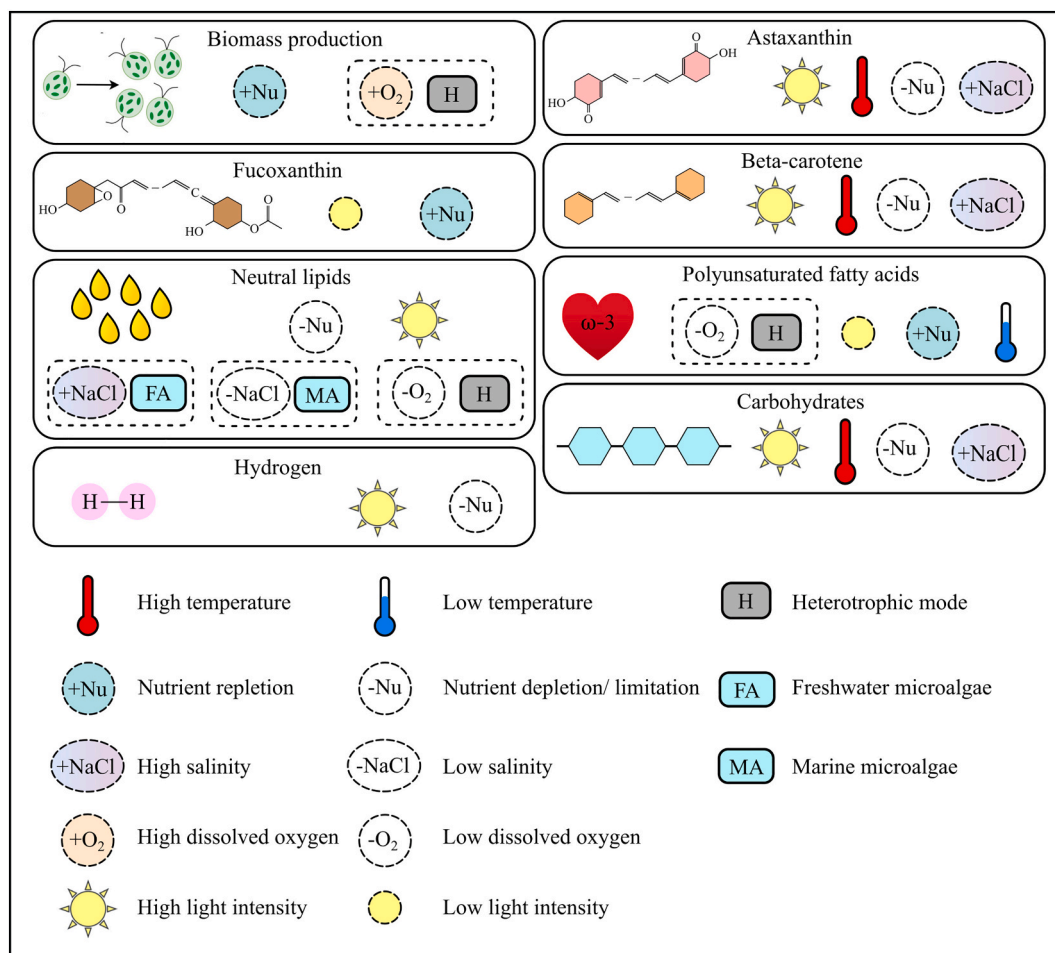 Biomass production
+Nu
+O₂
H
Fucoxanthin
O
HO
O
C
HO
O
O
+Nu
Neutral lipids
-Nu
+NaCl
FA
-NaCl
MA
-O₂
H
Hydrogen
H—H
-Nu
Astaxanthin
O
OH
HO
O
-Nu
+NaCl
Beta-carotene
-Nu
+NaCl
Polyunsaturated fatty acids
ω-3
-O₂
H
+Nu
Carbohydrates
-Nu
+NaCl
High temperature
Low temperature
H
Heterotrophic mode
+Nu
Nutrient repletion
-Nu
Nutrient depletion/ limitation
FA
Freshwater microalgae
+NaCl
High salinity
-NaCl
Low salinity
MA
Marine microalgae
+O₂
High dissolved oxygen
-O₂
Low dissolved oxygen
High light intensity
Low light intensity